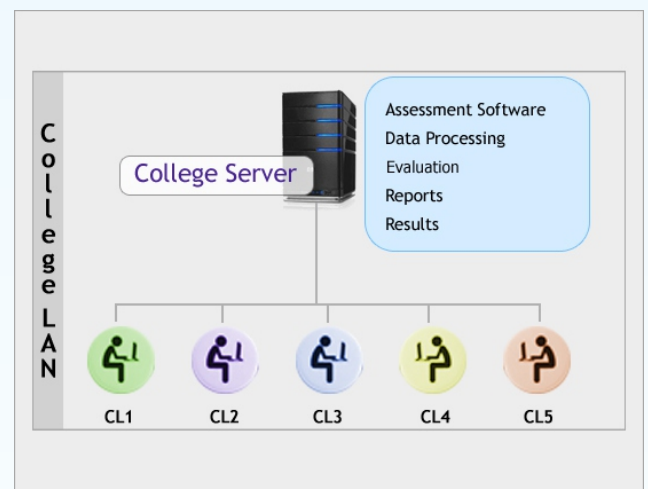 College LAN
College Server
Assessment Software
Data Processing
Evaluation
Reports
Results
CL1
CL2
CL3
CL4
CL5